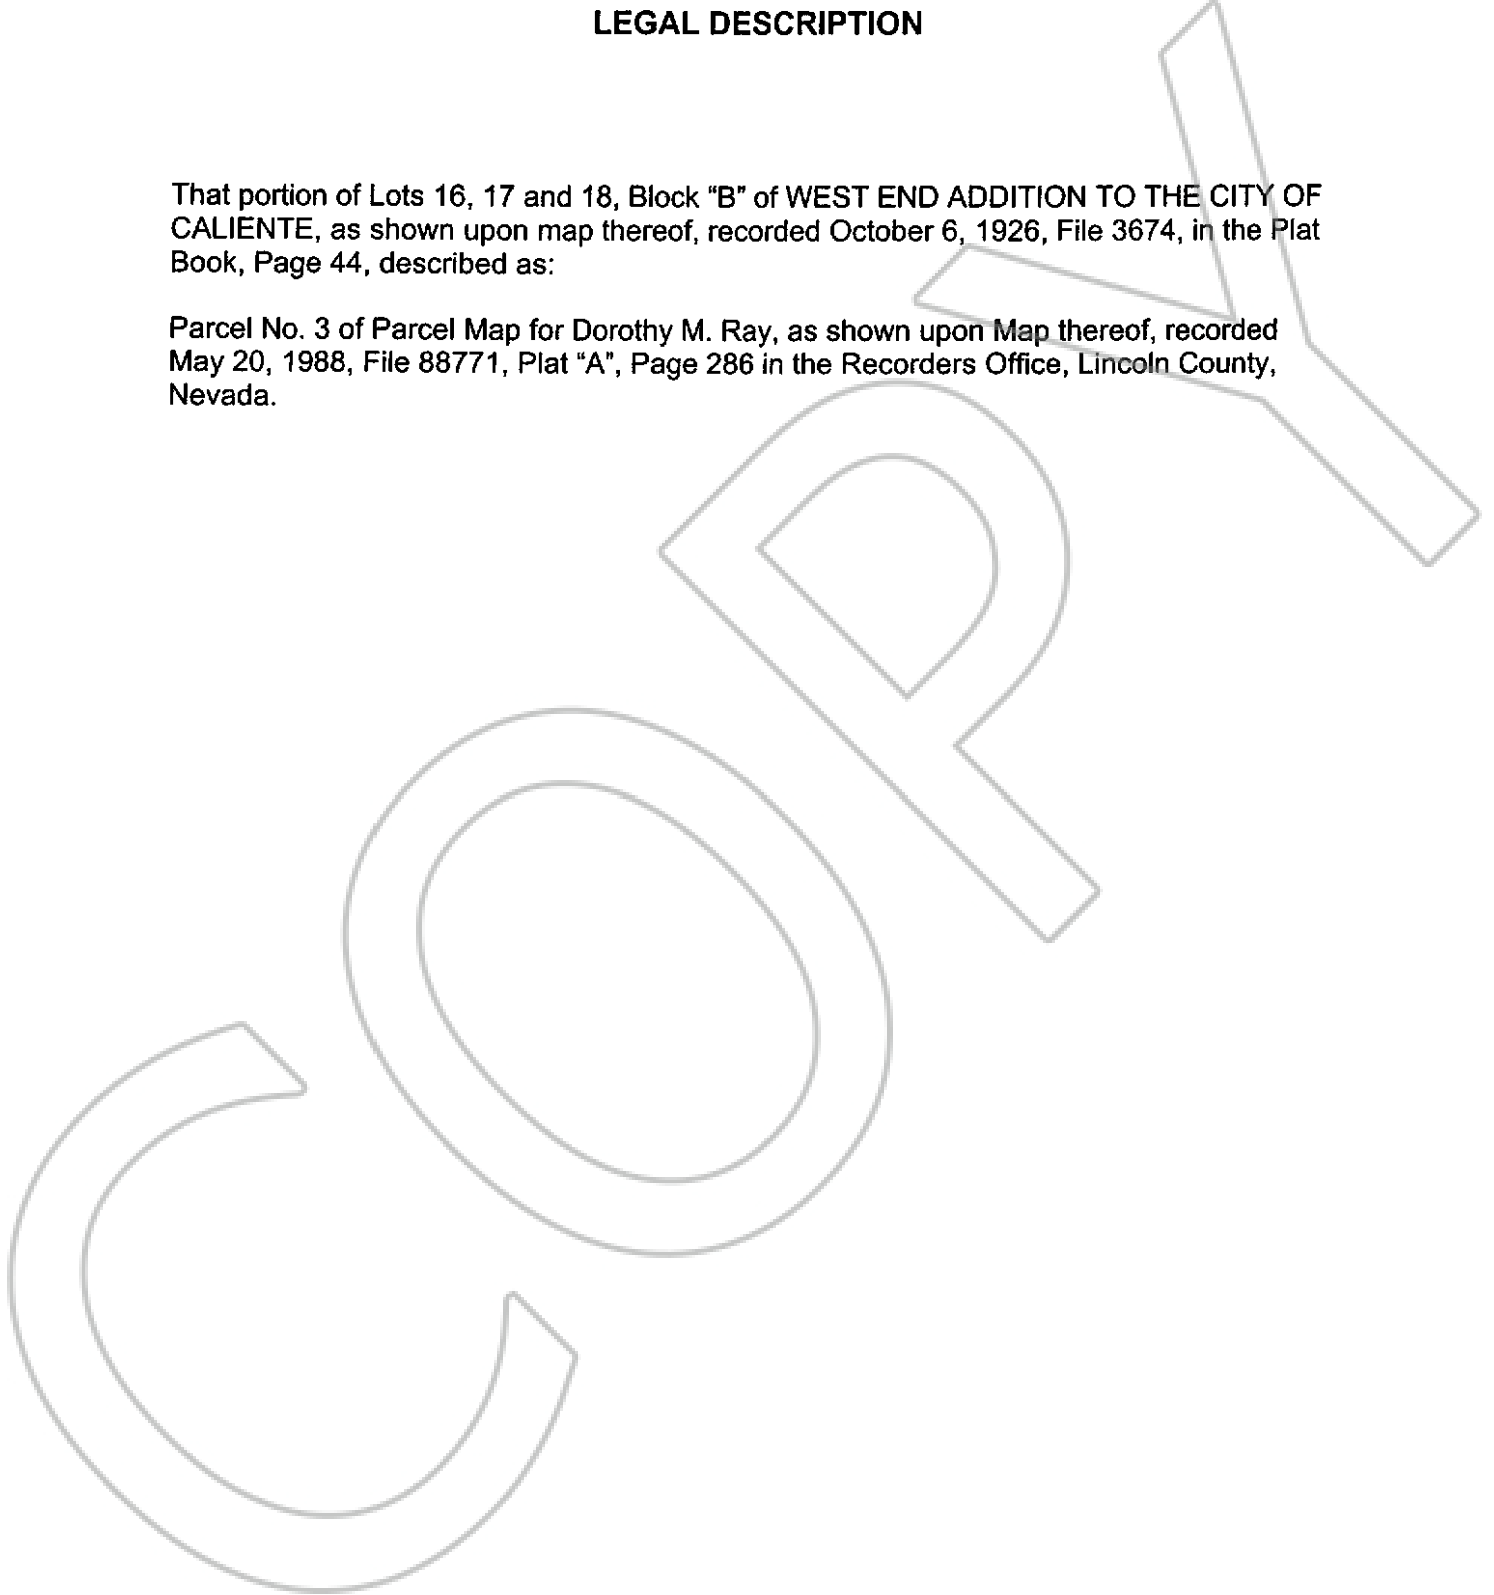 LEGAL DESCRIPTION
That portion of Lots 16, 17 and 18, Block “B” of WEST END ADDITION TO THE CITY OF
CALIENTE, as shown upon map thereof, recorded October 6, 1926, File 3674, in the Plat
Book, Page 44, described as:
Parcel No. 3 of Parcel Map for Dorothy M. Ray, as shown upon Map thereof, recorded
May 20, 1988, File 88771, Plat “A”, Page 286 in the Recorders Office, Lincoln County,
Nevada.
COPY